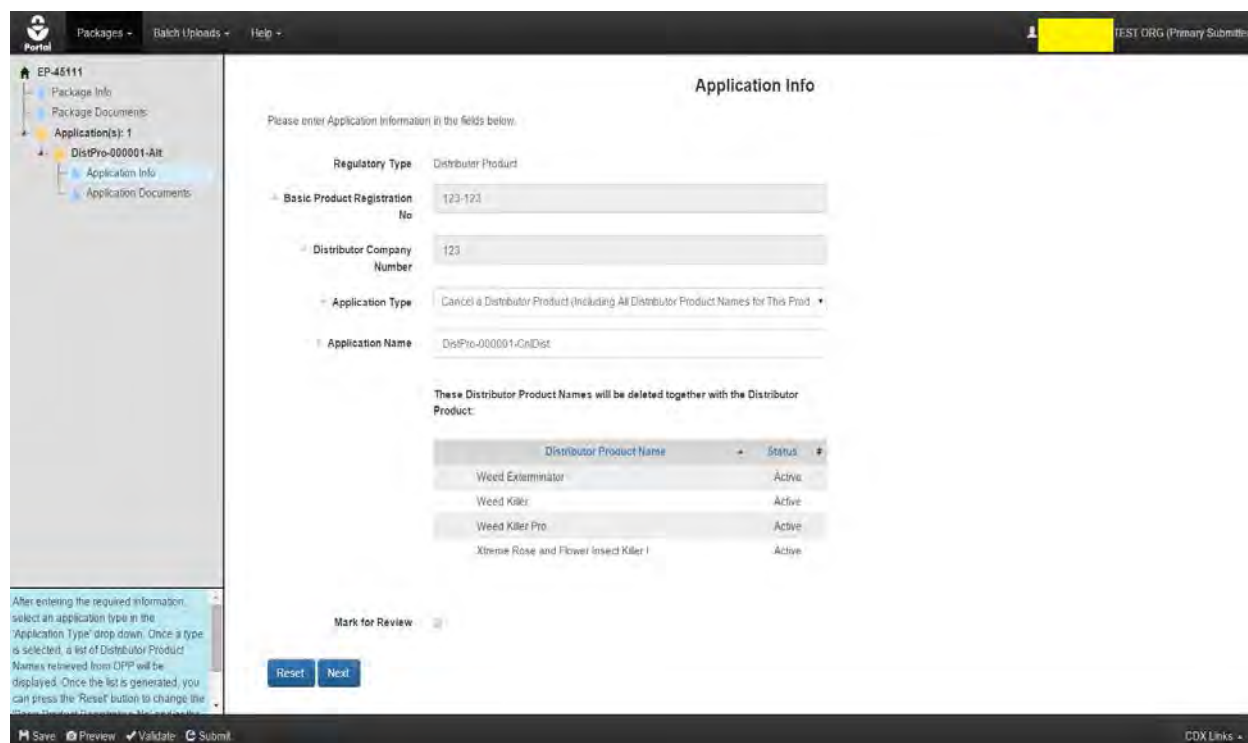 Portal
Packages
Batch Uploads
Help
TEST ORG (Primary Submitte
EP-45111
Package Info
Package Documents
Application(s): 1
DistPro-000001-Alt
Application Info
Application Documents
Application Info
Please enter Application Information in the fields below.
Regulatory Type Distributor Product
* Basic Product Registration No 123-123
* Distributor Company Number 123
* Application Type Cancel a Distributor Product (Including All Distributor Product Names for This Prod
* Application Name DistPro-000001-CnlDist
These Distributor Product Names will be deleted together with the Distributor
Product:
Distributor Product Name Status
Weed Exterminator Active
Weed Killer Active
Weed Killer Pro Active
Xtreme Rose and Flower Insect Killer I Active
Mark for Review
Reset Next
After entering the required information,
select an application type in the
'Application Type' drop down. Once a type
is selected, a list of Distributor Product
Names retrieved from OPP will be
displayed. Once the list is generated, you
can press the 'Reset' button to change the
Save Preview Validate Submit
CDX Links